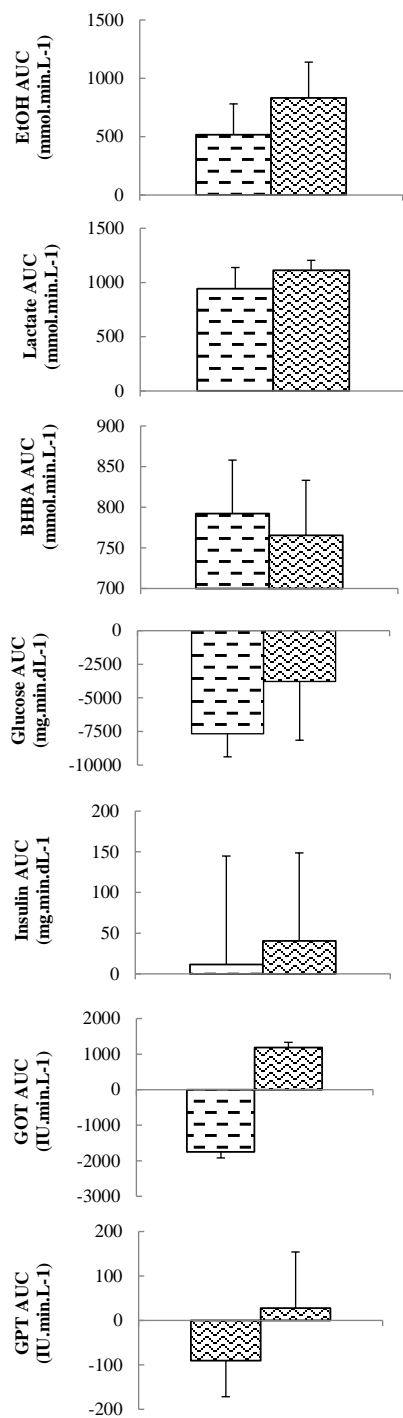 EtOH AUC
(mmol.min.L-1)
1500
1000
500
0
Lactate AUC
(mmol.min.L-1)
1500
1000
500
0
BHBA AUC
(mmol.min.L-1)
900
850
800
750
700
Glucose AUC
(mg.min.dL-1)
0
-2500
-5000
-7500
-10000
Insulin AUC
(mg.min.dL-1
200
150
100
50
0
GOT AUC
(IU.min.L-1)
2000
1000
0
-1000
-2000
-3000
GPT AUC
(IU.min.L-1)
200
100
0
-100
-200